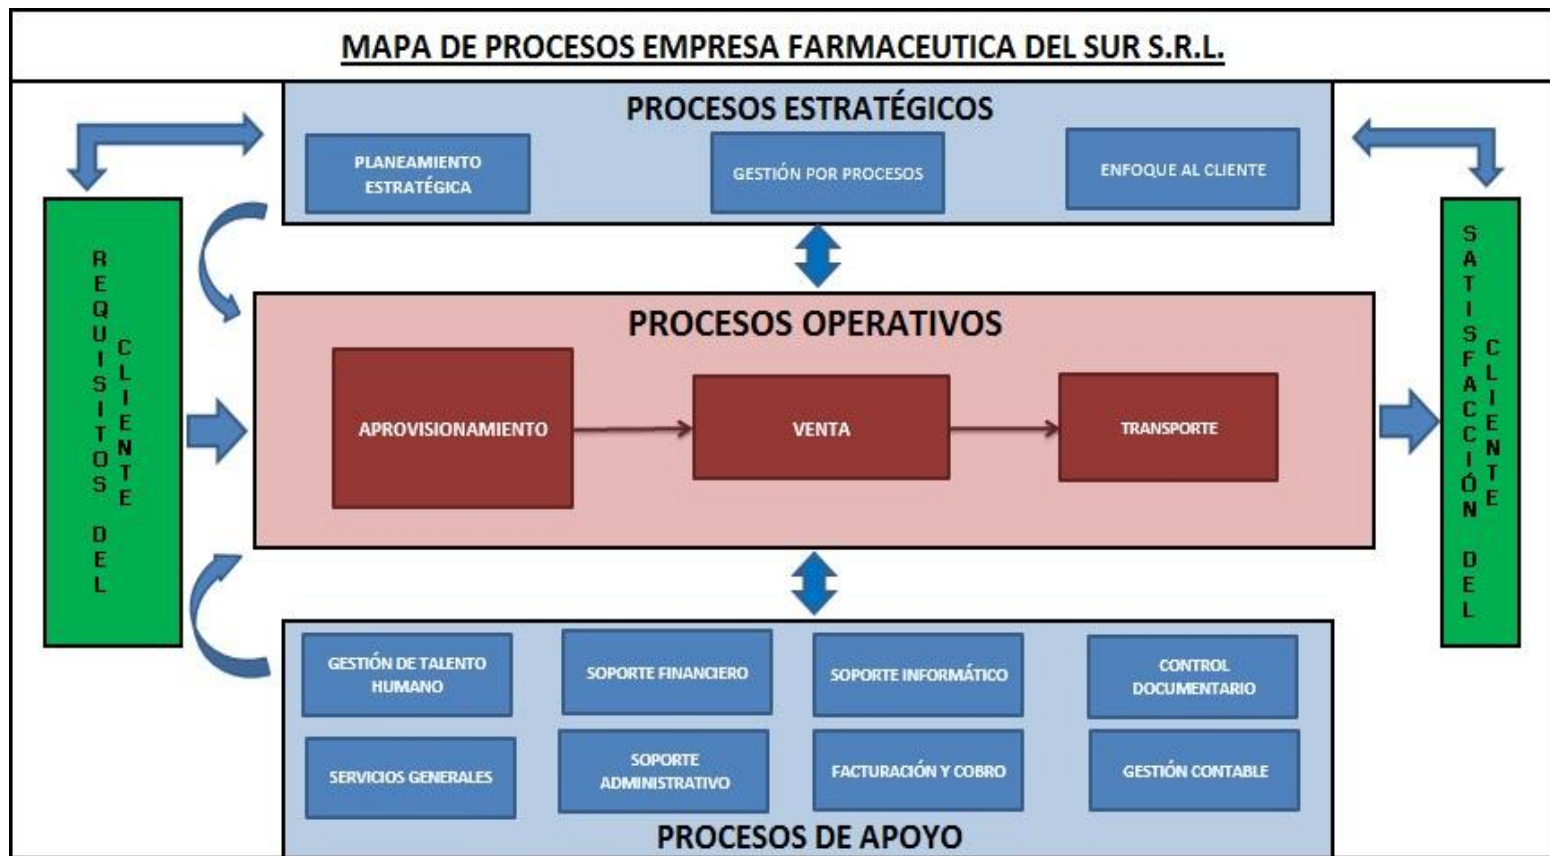 MAPA DE PROCESOS EMPRESA FARMACEUTICA DEL SUR S.R.L.
PROCESOS ESTRATÉGICOS
PLANEAMIENTO
ESTRATÉGICA
GESTIÓN POR PROCESOS
ENFOQUE AL CLIENTE
REQUISITOS DEL
CLIENTE
PROCESOS OPERATIVOS
APROVISIONAMIENTO
VENTA
TRANSPORTE
SATISFACCIÓN DEL
CLIENTE
GESTIÓN DE TALENTO
HUMANO
SOPORTE FINANCIERO
SOPORTE INFORMÁTICO
CONTROL
DOCUMENTARIO
SERVICIOS GENERALES
SOPORTE
ADMINISTRATIVO
FACTURACIÓN Y COBRO
GESTIÓN CONTABLE
PROCESOS DE APOYO